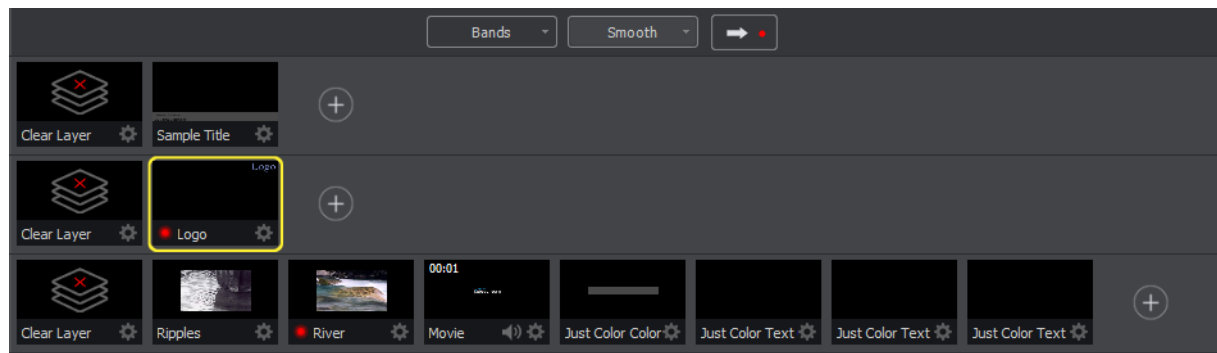 Bands Smooth
Clear Layer Sample Title
Logo
Clear Layer Logo
00:01
Clear Layer Ripples River Movie Just Color Color Just Color Text Just Color Text Just Color Text